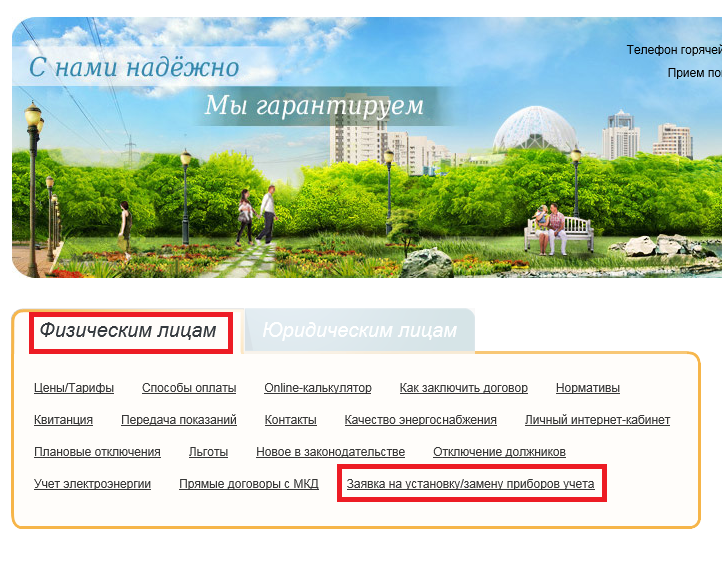 С нами надёжно
Мы гарантируем
Телефон горячей
Прием
Физическим лицам Юридическим лицам
Цены/Тарифы Способы оплаты Online-калькулятор Как заключить договор Нормативы
Квитанция Передача показаний Контакты Качество энергоснабжения Личный интернет-кабинет
Плановые отключения Льготы Новое в законодательстве Отключение должников
Учет электроэнергии Прямые договоры с МКД Заявка на установку/замену приборов учета